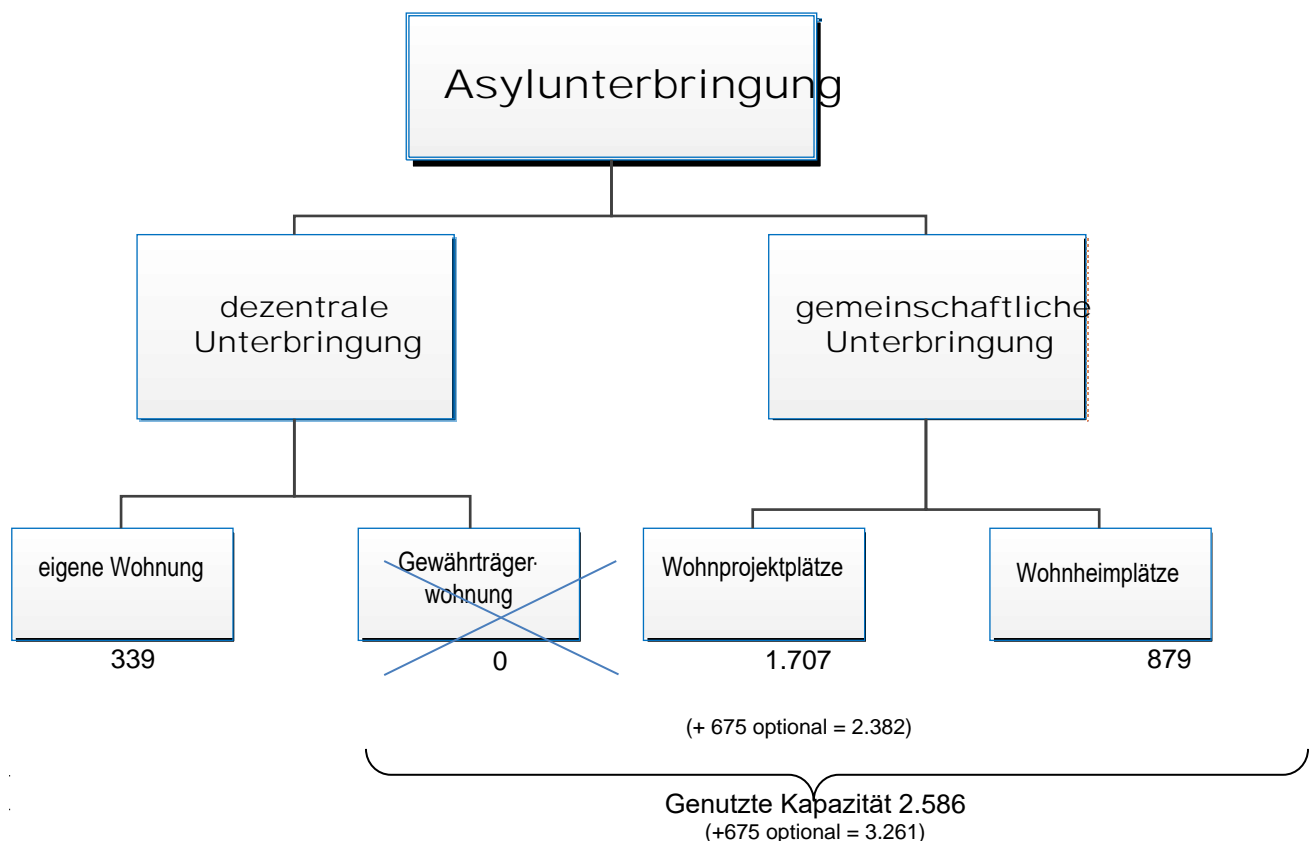 Asylunterbringung
dezentrale
Unterbringung
gemeinschaftliche
Unterbringung
eigene Wohnung
Gewährträger-
wohnung
Wohnprojektplätze
Wohnheimplätze
339
0
1.707
879
(+ 675 optional = 2.382)
Genutzte Kapazität 2.586
(+675 optional = 3.261)